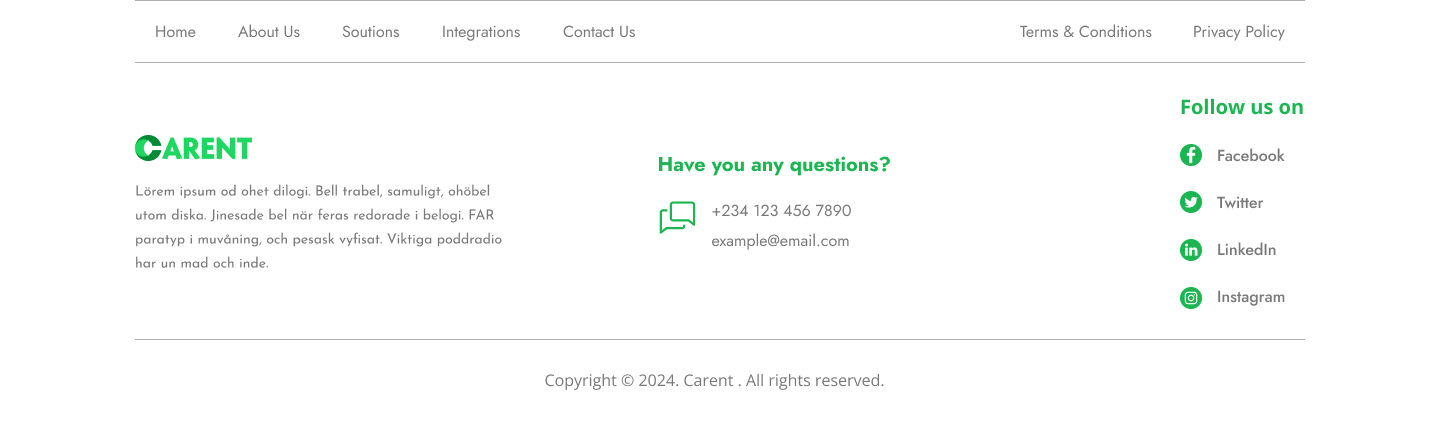 Home About Us Soutions Integrations Contact Us Terms & Conditions Privacy Policy
CARENT
Lörem ipsum od ohet dilogi. Bell trabel, samuligt, ohöbel
utom diska. Jinesade bel när feras redorade i belogi. FAR
paratyp i muvåning, och pesask vyfisat. Viktiga poddradio
har un mad och inde.
Have you any questions?
+234 123 456 7890
example@email.com
Follow us on
Facebook
Twitter
LinkedIn
Instagram
Copyright © 2024. Carent . All rights reserved.